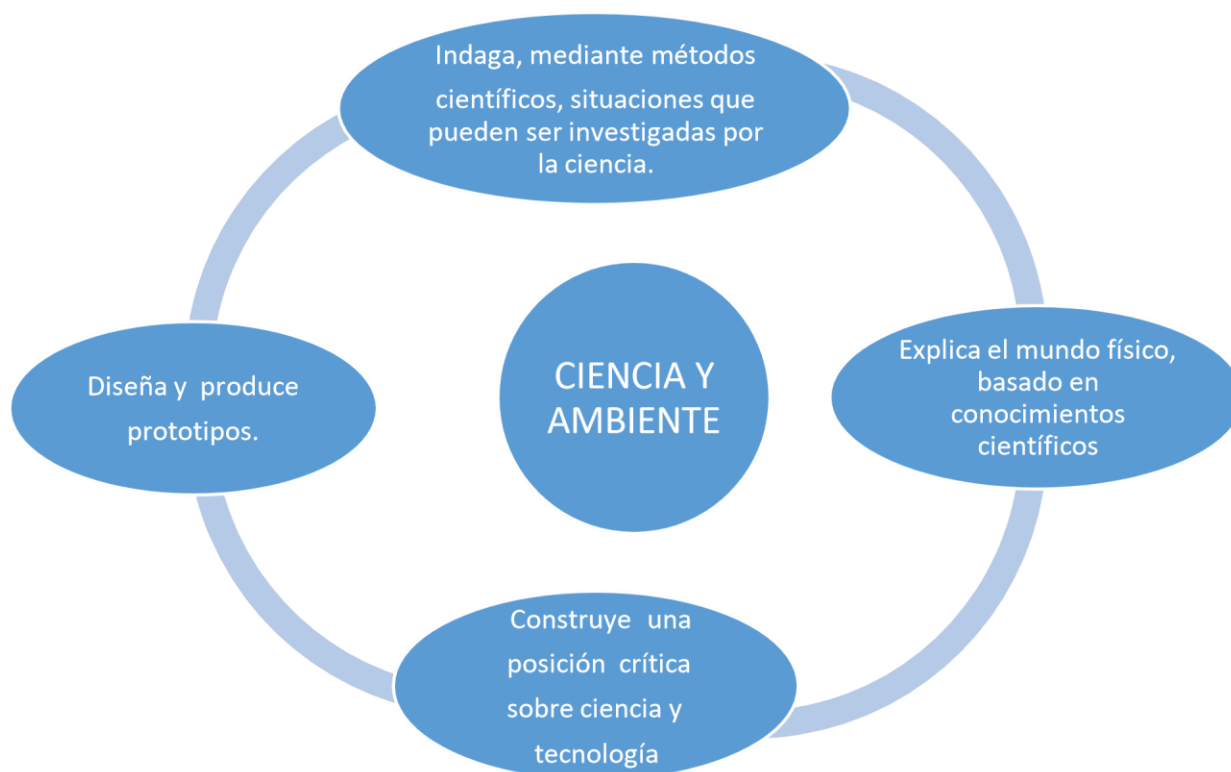 Indaga, mediante métodos
científicos, situaciones que
pueden ser investigadas por
la ciencia.
Diseña y produce
prototipos.
CIENCIA Y
AMBIENTE
Explica el mundo físico,
basado en
conocimientos
científicos
Construye una
posición crítica
sobre ciencia y
tecnología